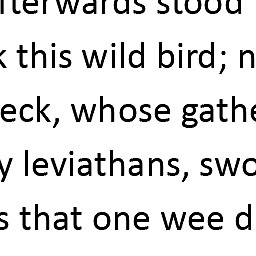 fterwards stood
k this wild bird; n
eck, whose gathe
y leviathans, swo
s that one wee d